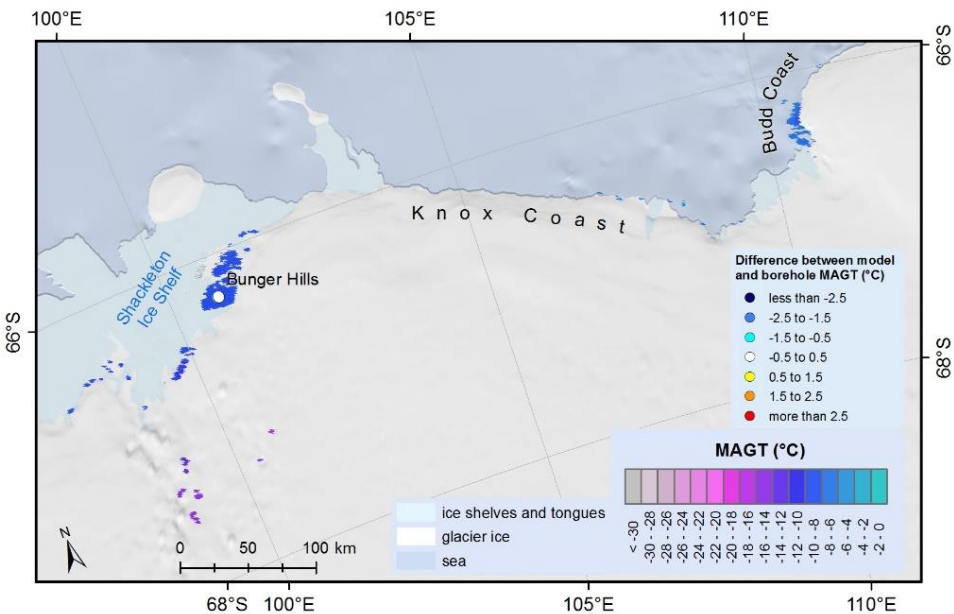 100°E 105°E 110°E
66°S
Budd Coast
Knox Coast
Shackleton
Ice Shelf
Bunger Hills
66°S
68°S
Difference between model
and borehole MAGT (°C)
less than -2.5
-2.5 to -1.5
-1.5 to -0.5
-0.5 to 0.5
0.5 to 1.5
1.5 to 2.5
more than 2.5
MAGT (°C)
< -30
-30 - -28
-28 - -26
-26 - -24
-24 - -22
-22 - -20
-20 - -18
-18 - -16
-16 - -14
-14 - -12
-12 - -10
-10 - -8
-8 - -6
-6 - -4
-4 - -2
-2 - 0
ice shelves and tongues
glacier ice
sea
N
0 50 100 km
68°S 100°E 105°E 110°E